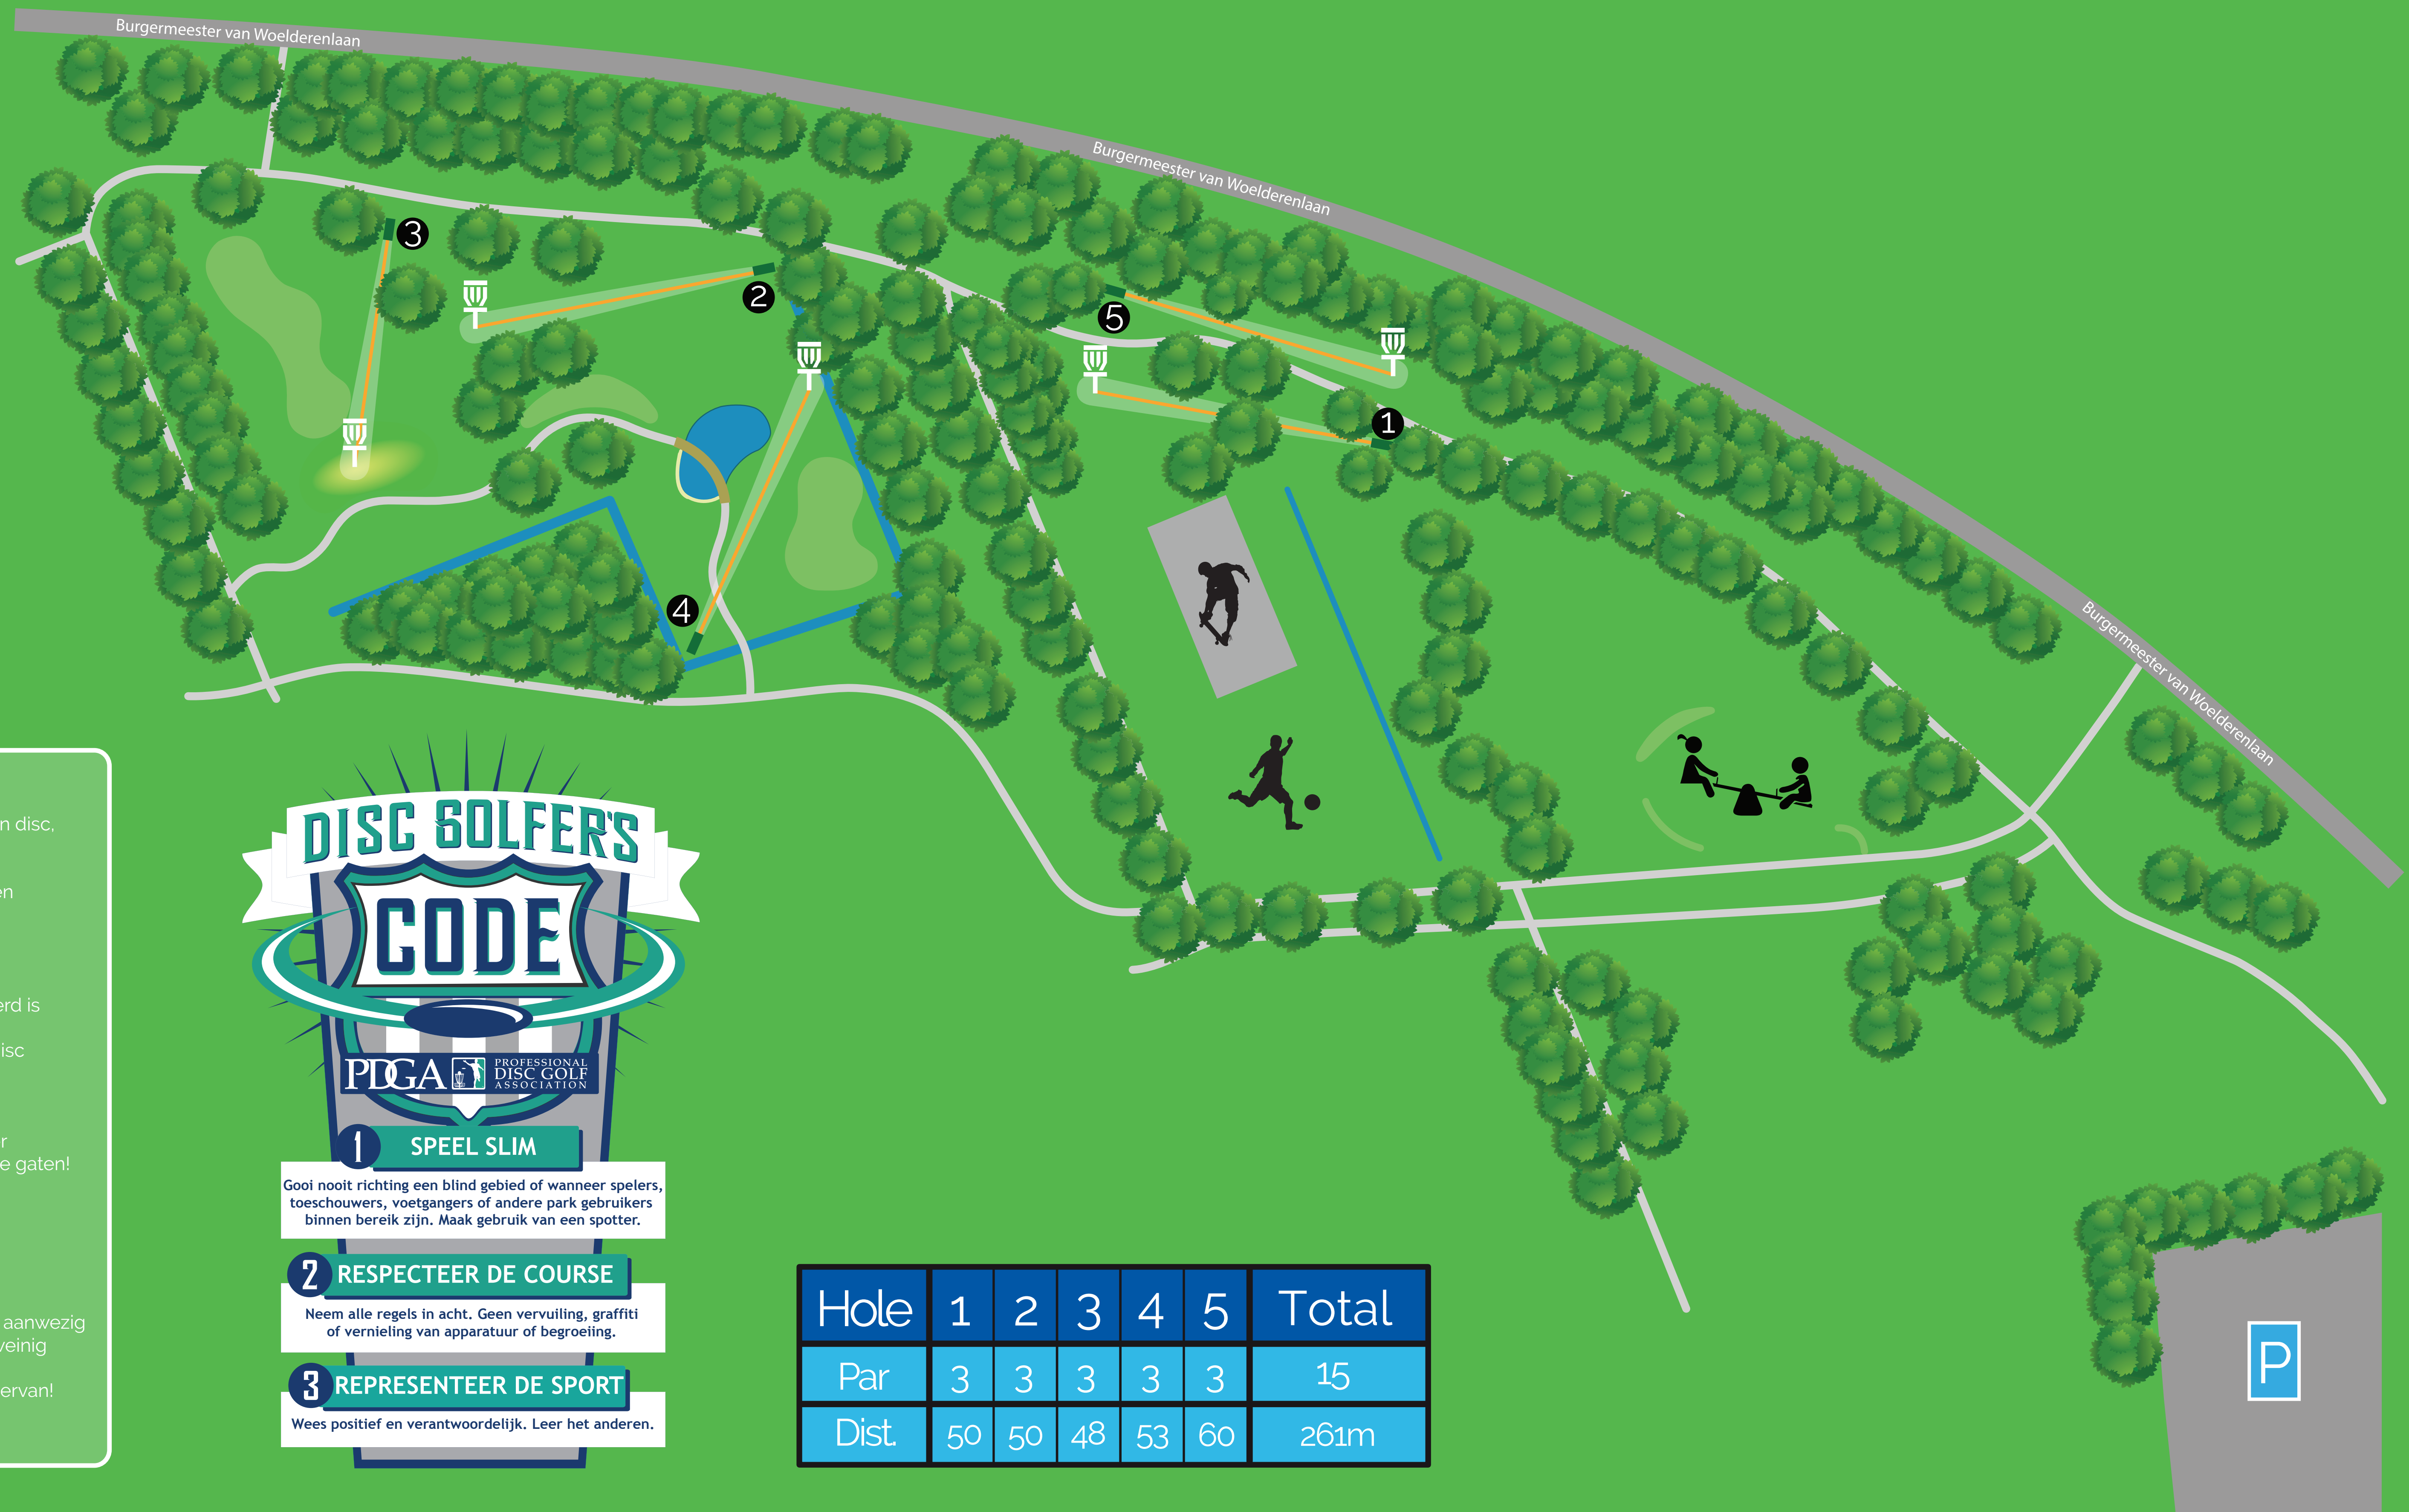 Burgermeester van Woelderenlaan
Burgermeester van Woelderenlaan
Burgermeester van Woelderenlaan
3
2
5
1
4
n disc,
en
erd is
isc
r
e gaten!
aanwezig
veinig
ervan!
DISC GOLFER'S
CODE
PDGA
PROFESSIONAL
DISC GOLF
ASSOCIATION
1 SPEEL SLIM
Gooi nooit richting een blind gebied of wanneer spelers,
toeschouwers, voetgangers of andere park gebruikers
binnen bereik zijn. Maak gebruik van een spotter.
2 RESPECTEER DE COURSE
Neem alle regels in acht. Geen vervuiling, graffiti
of vernieling van apparatuur of begroeiing.
3 REPRESENTEER DE SPORT
Wees positief en verantwoordelijk. Leer het anderen.
Hole 1 2 3 4 5 Total
Par 3 3 3 3 3 15
Dist. 50 50 48 53 60 261m
P